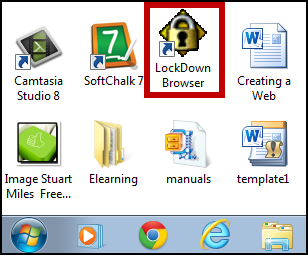 Camtasia
Studio 8
SoftChalk 7
LockDown
Browser
Creating a
Web
Image Stuart
Miles Free...
Elearning
manuals
template1